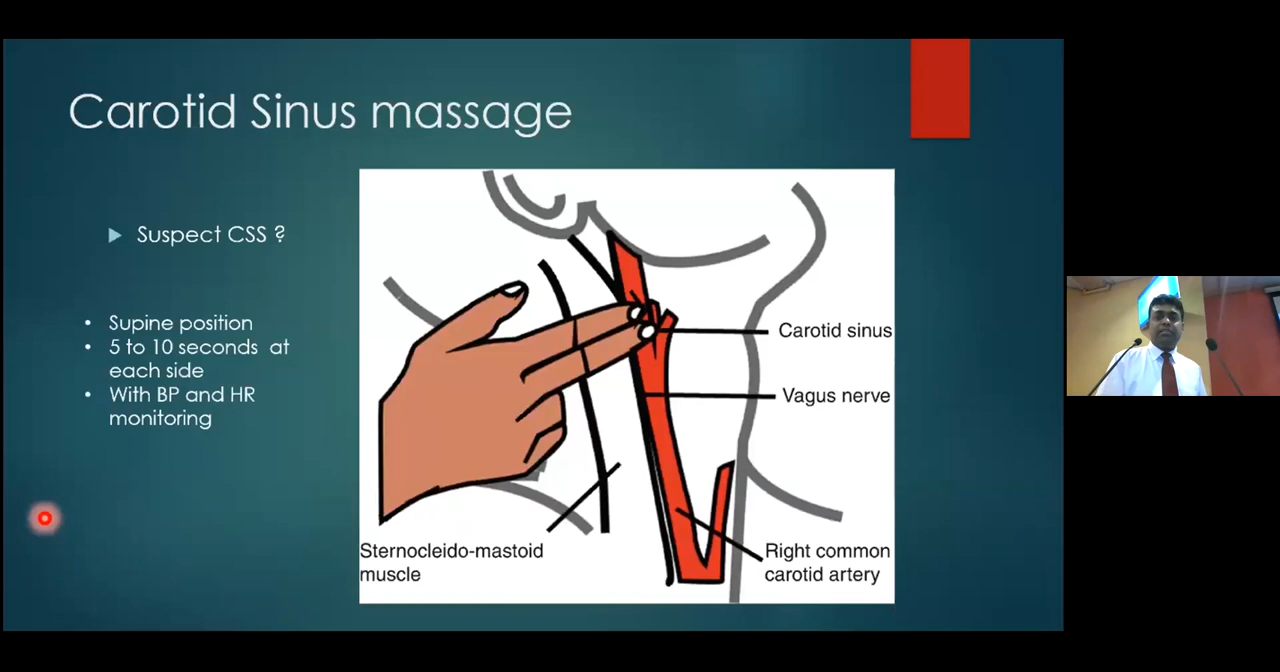 Carotid Sinus massage
Suspect CSS ?
• Supine position
• 5 to 10 seconds at
each side
• With BP and HR
monitoring
Carotid sinus
Vagus nerve
Sternocleido-mastoid
muscle
Right common
carotid artery